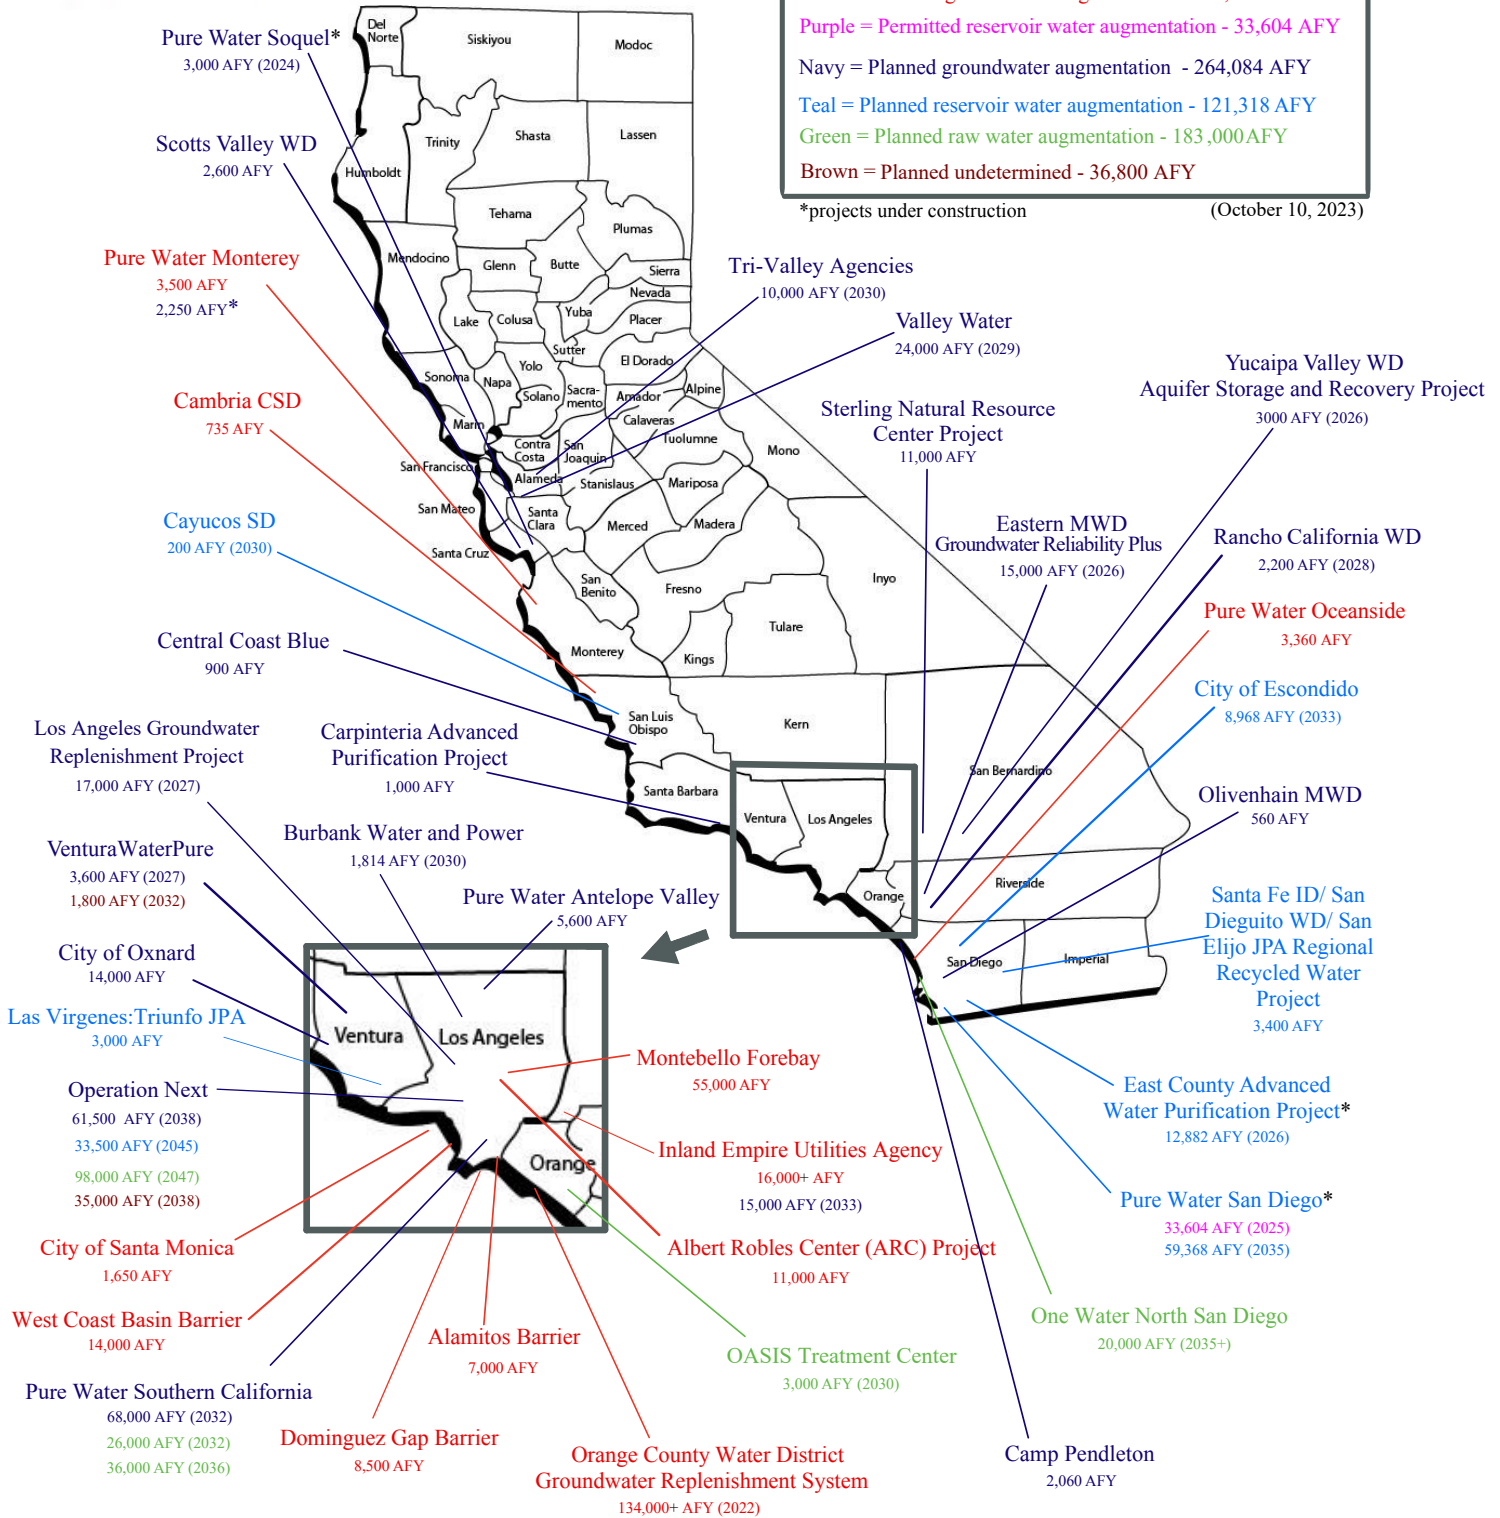 Purple = Permitted reservoir water augmentation - 33,604 AFY
Navy = Planned groundwater augmentation - 264,084 AFY
Teal = Planned reservoir water augmentation - 121,318 AFY
Green = Planned raw water augmentation - 183,000 AFY
Brown = Planned undetermined - 36,800 AFY
*projects under construction (October 10, 2023)
Pure Water Soquel*
3,000 AFY (2024)
Scotts Valley WD
2,600 AFY
Pure Water Monterey
3,500 AFY
2,250 AFY*
Cambria CSD
735 AFY
Cayucos SD
200 AFY (2030)
Central Coast Blue
900 AFY
Los Angeles Groundwater
Replenishment Project
17,000 AFY (2027)
Carpinteria Advanced
Purification Project
1,000 AFY
Burbank Water and Power
1,814 AFY (2030)
VenturaWaterPure
3,600 AFY (2027)
1,800 AFY (2032)
Pure Water Antelope Valley
5,600 AFY
City of Oxnard
14,000 AFY
Las Virgenes:Triunfo JPA
3,000 AFY
Operation Next
61,500 AFY (2038)
33,500 AFY (2045)
98,000 AFY (2047)
35,000 AFY (2038)
City of Santa Monica
1,650 AFY
West Coast Basin Barrier
14,000 AFY
Pure Water Southern California
68,000 AFY (2032)
26,000 AFY (2032)
36,000 AFY (2036)
Dominguez Gap Barrier
8,500 AFY
Alamitos Barrier
7,000 AFY
Orange County Water District
Groundwater Replenishment System
134,000+ AFY (2022)
Montebello Forebay
55,000 AFY
Inland Empire Utilities Agency
16,000+ AFY
15,000 AFY (2033)
Albert Robles Center (ARC) Project
11,000 AFY
OASIS Treatment Center
3,000 AFY (2030)
Tri-Valley Agencies
10,000 AFY (2030)
Valley Water
24,000 AFY (2029)
Sterling Natural Resource
Center Project
11,000 AFY
Yucaipa Valley WD
Aquifer Storage and Recovery Project
3000 AFY (2026)
Eastern MWD
Groundwater Reliability Plus
15,000 AFY (2026)
Rancho California WD
2,200 AFY (2028)
Pure Water Oceanside
3,360 AFY
City of Escondido
8,968 AFY (2033)
Olivenhain MWD
560 AFY
Santa Fe ID/ San
Dieguito WD/ San
Elijo JPA Regional
Recycled Water
Project
3,400 AFY
East County Advanced
Water Purification Project*
12,882 AFY (2026)
Pure Water San Diego*
33,604 AFY (2025)
59,368 AFY (2035)
One Water North San Diego
20,000 AFY (2035+)
Camp Pendleton
2,060 AFY
Del
Norte
Siskiyou
Modoc
Humboldt
Trinity
Shasta
Lassen
Tehama
Plumas
Mendocino
Glenn
Butte
Sierra
Nevada
Yuba
Placer
Lake
Colusa
Sutter
El Dorado
Sonoma
Napa
Yolo
Solano
Sacra-
mento
Amador
Alpine
Calaveras
Tuolumne
Mono
Marin
Contra
Costa
San
Joaquin
San Francisco
Alameda
Stanislaus
Mariposa
San Mateo
Santa
Clara
Merced
Madera
Santa Cruz
San
Benito
Fresno
Inyo
Monterey
Kings
Tulare
San Luis
Obispo
Kern
San Bernardino
Santa Barbara
Ventura
Los Angeles
Orange
Riverside
San Diego
Imperial
Ventura
Los Angeles
Orange